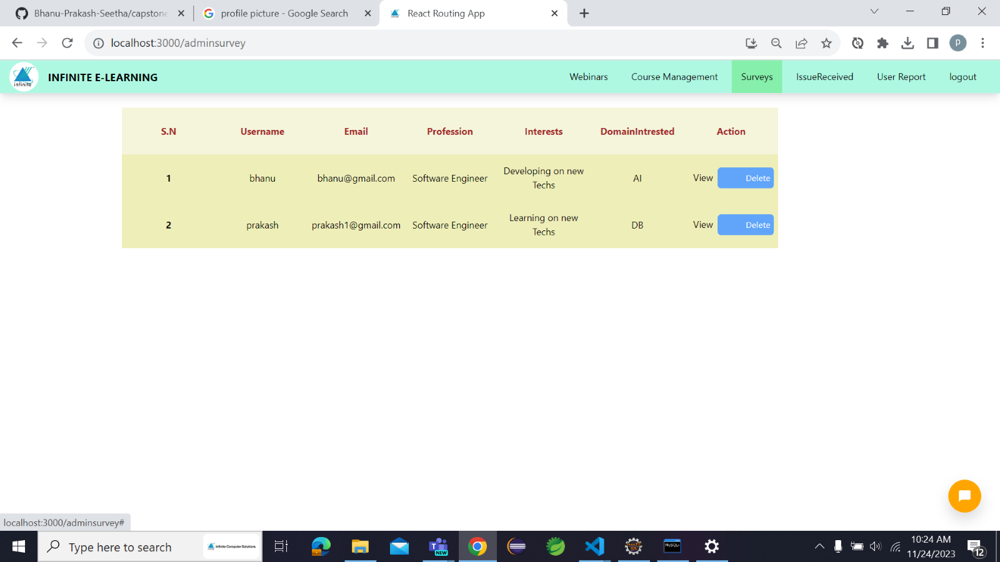 Bhanu-Prakash-Seetha/capstone
profile picture - Google Search
React Routing App
localhost:3000/adminsurvey
P
infinite
INFINITE E-LEARNING
Webinars
Course Management
Surveys
IssueReceived
User Report
logout
S.N Username Email Profession Interests DomainIntrested Action
1 bhanu bhanu@gmail.com Software Engineer Developing on new AI View Delete
Techs
2 prakash prakash1@gmail.com Software Engineer Learning on new DB View Delete
Techs
localhost:3000/adminsurvey#
Type here to search
Infinite Computer Solutions
NEW
MySQL
10:24 AM
11/24/2023
12